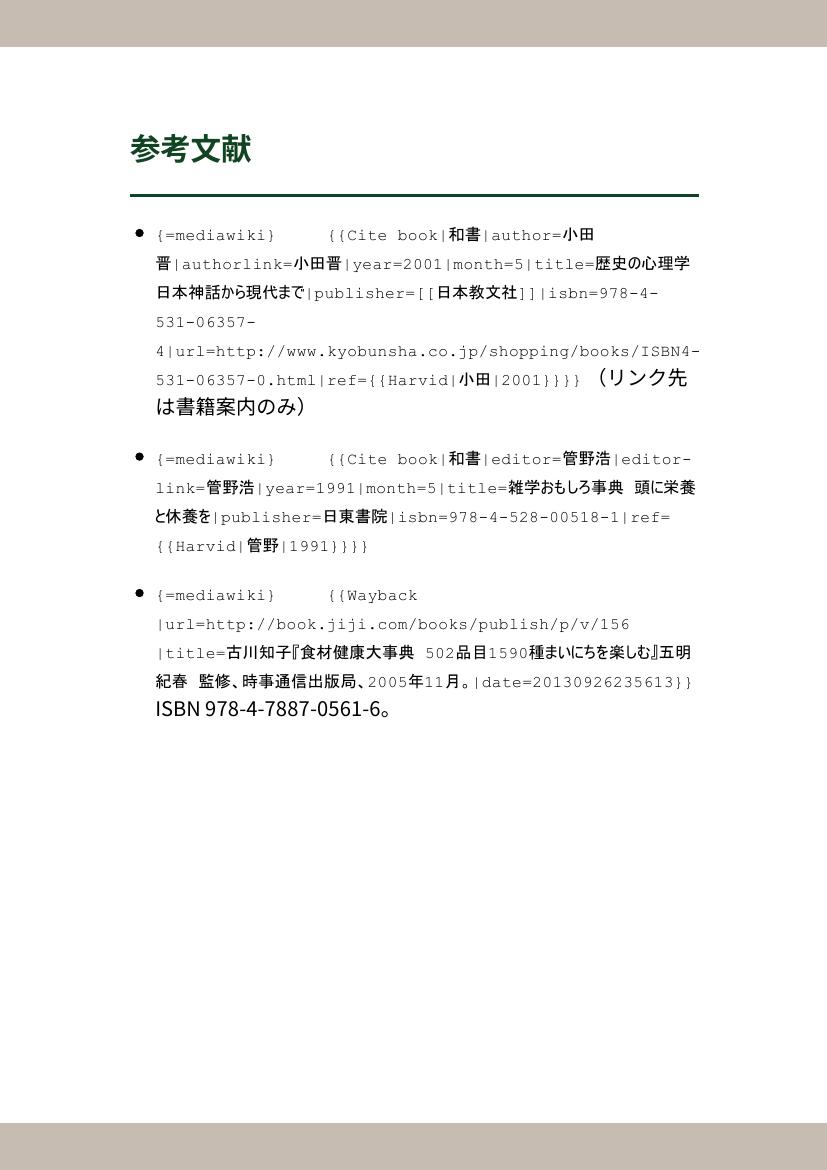 参考文献
{=mediawiki} {{Cite book|和書|author=小田
晋|authorlink=小田晋|year=2001|month=5|title=歴史の心理学
日本神話から現代まで|publisher=[[日本教文社]]|isbn=978-4-
531-06357-
4|url=http://www.kyobunsha.co.jp/shopping/books/ISBN4-
531-06357-0.html|ref={{Harvid|小田|2001}}}} （リンク先
は書籍案内のみ）
{=mediawiki} {{Cite book|和書|editor=管野浩|editor-
link=管野浩|year=1991|month=5|title=雑学おもしろ事典 頭に栄養
と休養を|publisher=日東書院|isbn=978-4-528-00518-1|ref=
{{Harvid|管野|1991}}}}
{=mediawiki} {{Wayback
|url=http://book.jiji.com/books/publish/p/v/156
|title=古川知子『食材健康大事典 502品目1590種まいにちを楽しむ』五明
紀春 監修、時事通信出版局、2005年11月。|date=20130926235613}}
ISBN 978-4-7887-0561-6。